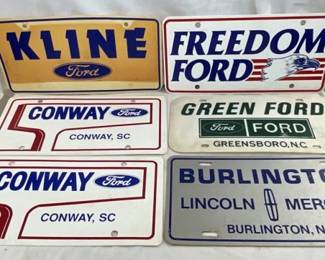 KLINE
Ford
FREEDOM
FORD
CONWAY Ford
CONWAY, SC
GREEN FORD
Ford FORD
GREENSBORO, N.C.
CONWAY Ford
CONWAY, SC
BURLINGTO
LINCOLN MERC
BURLINGTON, N